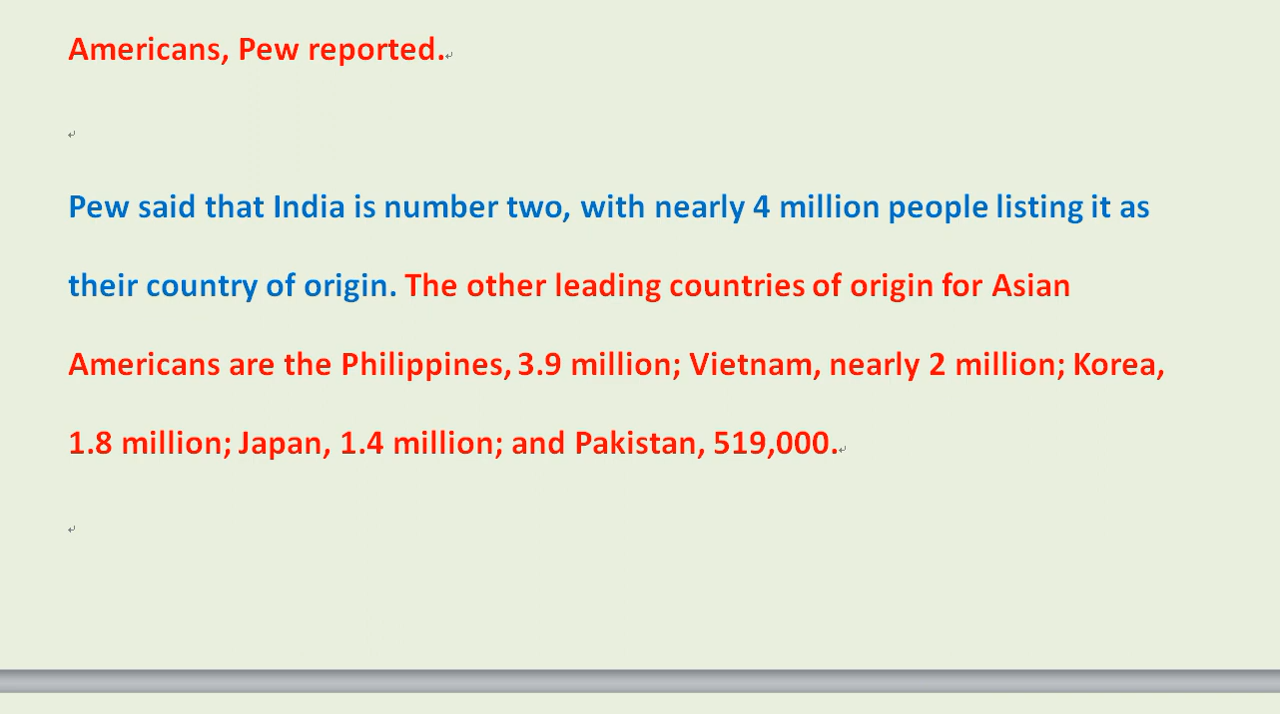 Americans, Pew reported.
Pew said that India is number two, with nearly 4 million people listing it as
their country of origin. The other leading countries of origin for Asian
Americans are the Philippines, 3.9 million; Vietnam, nearly 2 million; Korea,
1.8 million; Japan, 1.4 million; and Pakistan, 519,000.